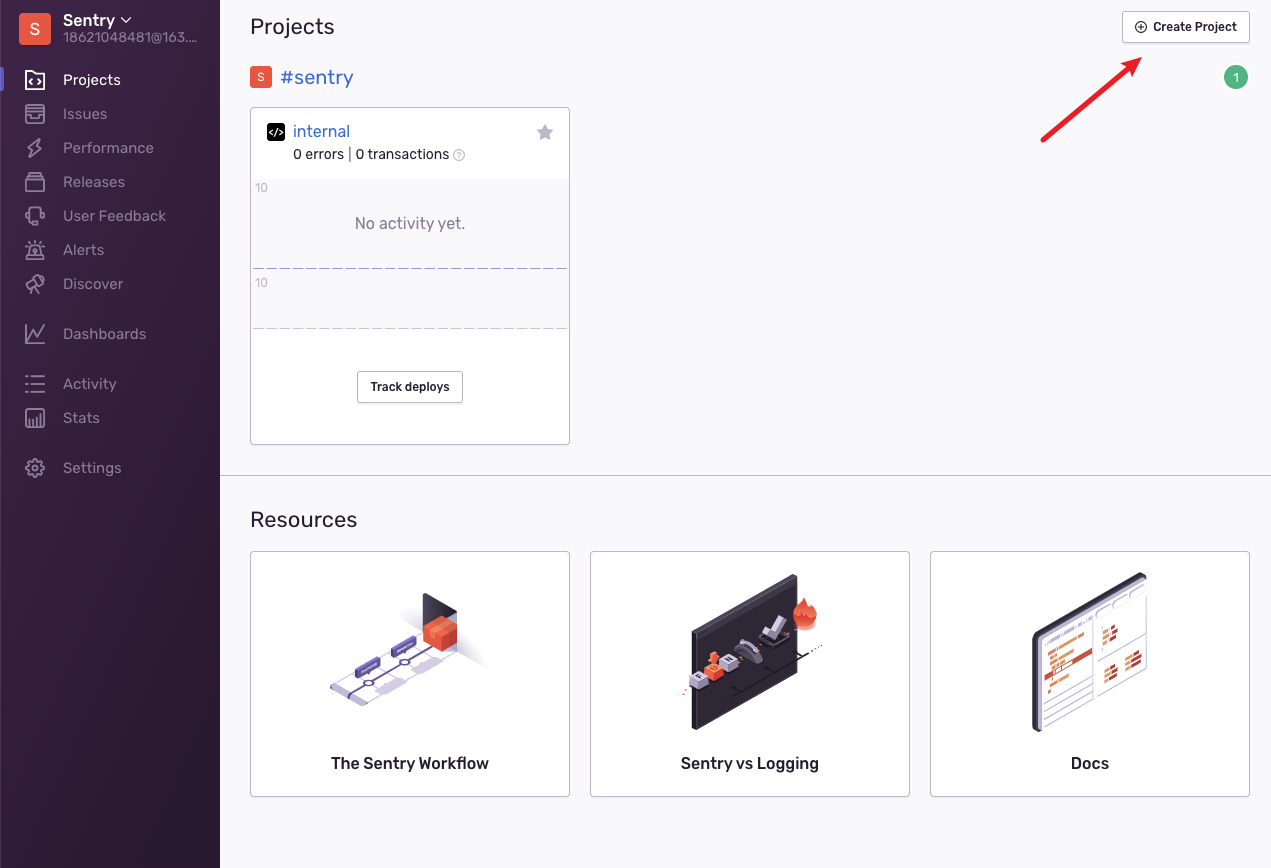 S
Sentry
18621048481@163....
Projects
Issues
Performance
Releases
User Feedback
Alerts
Discover
Dashboards
Activity
Stats
Settings
Projects
Create Project
S #sentry
1
internal
0 errors | 0 transactions ?
10
No activity yet.
10
Track deploys
Resources
The Sentry Workflow
Sentry vs Logging
Docs